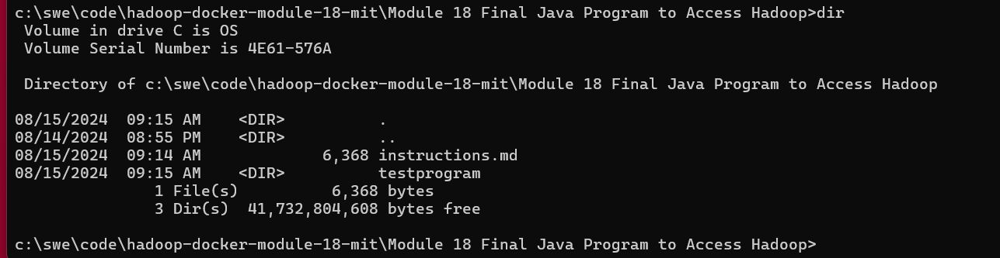 c:\swe\code\hadoop-docker-module-18-mit\Module 18 Final Java Program to Access Hadoop>dir
 Volume in drive C is OS
 Volume Serial Number is 4E61-576A

 Directory of c:\swe\code\hadoop-docker-module-18-mit\Module 18 Final Java Program to Access Hadoop

08/15/2024  09:15 AM    <DIR>          .
08/14/2024  08:55 PM    <DIR>          ..
08/15/2024  09:14 AM             6,368 instructions.md
08/15/2024  09:15 AM    <DIR>          testprogram
               1 File(s)          6,368 bytes
               3 Dir(s)  41,732,804,608 bytes free

c:\swe\code\hadoop-docker-module-18-mit\Module 18 Final Java Program to Access Hadoop>